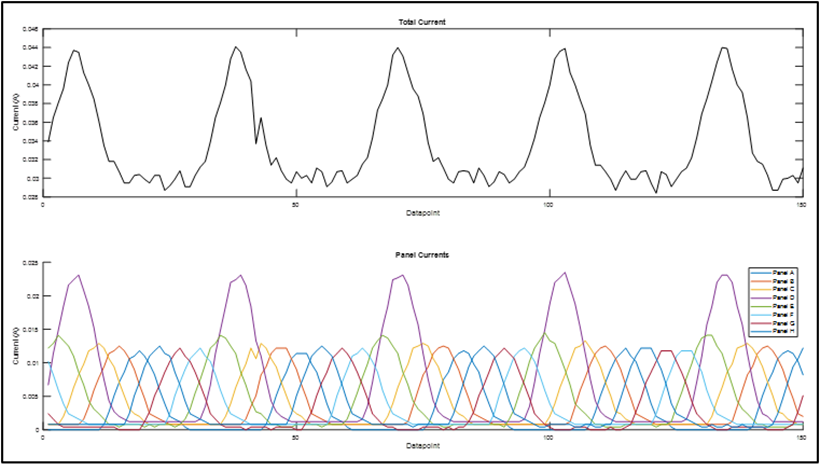 Total Current
0.046
0.044
0.042
0.04
0.038
0.036
0.034
0.032
0.03
0.028
Current (A)
0
50
100
150
Datapoint
Panel Currents
0.025
0.02
0.015
0.01
0.005
0
Current (A)
Panel A
Panel B
Panel C
Panel D
Panel E
Panel F
Panel G
Panel H
0
50
100
150
Datapoint